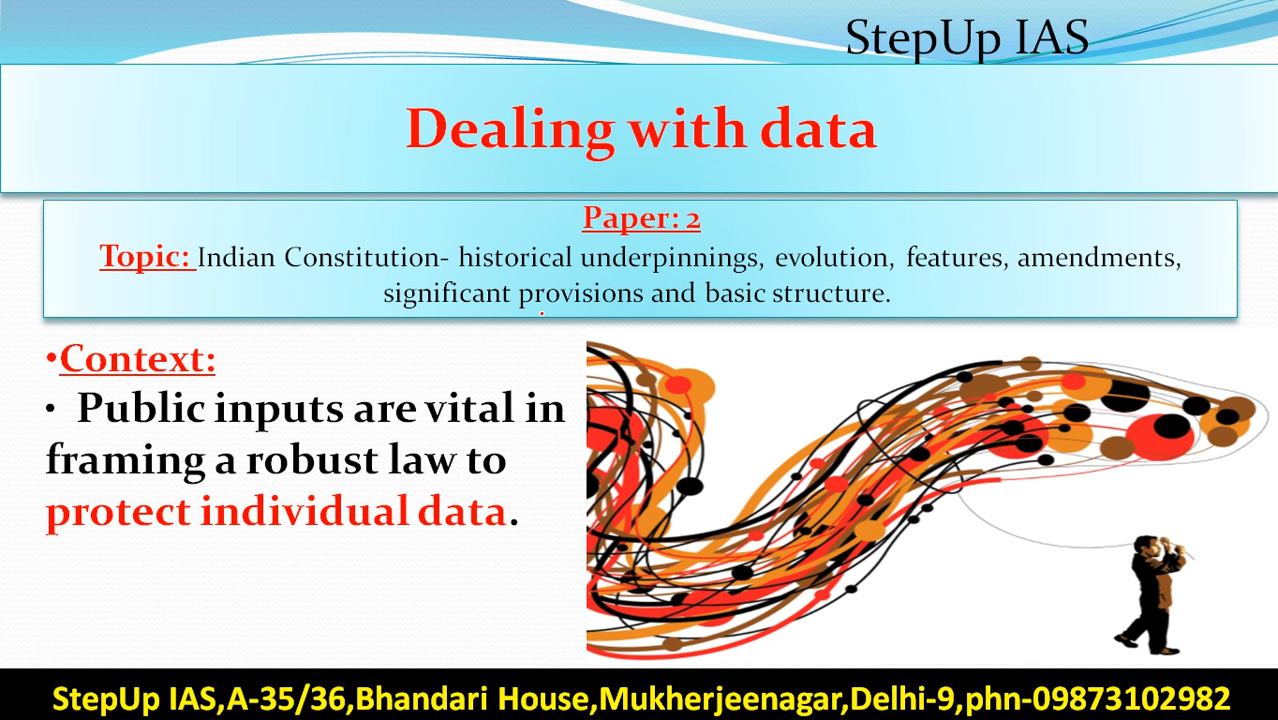 StepUp IAS
Dealing with data
Paper: 2
Topic: Indian Constitution- historical underpinnings, evolution, features, amendments,
significant provisions and basic structure.
•Context:
• Public inputs are vital in
framing a robust law to
protect individual data.
StepUp IAS,A-35/36,Bhandari House,Mukherjeenagar,Delhi-9,phn-09873102982